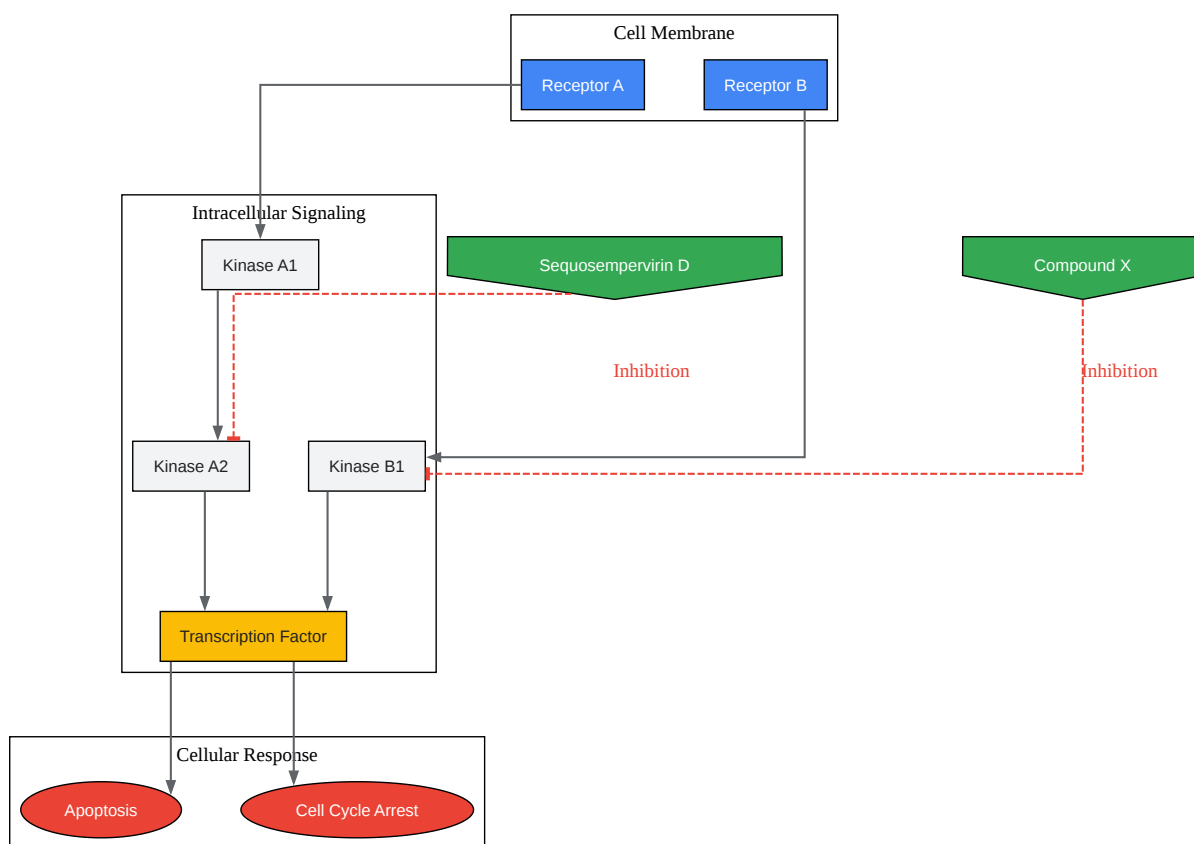 Cell Membrane
Receptor A
Receptor B
Intracellular Signaling
Kinase A1
Sequosempervirin D
Compound X
Inhibition
Inhibition
Kinase A2
Kinase B1
Transcription Factor
Cellular Response
Apoptosis
Cell Cycle Arrest